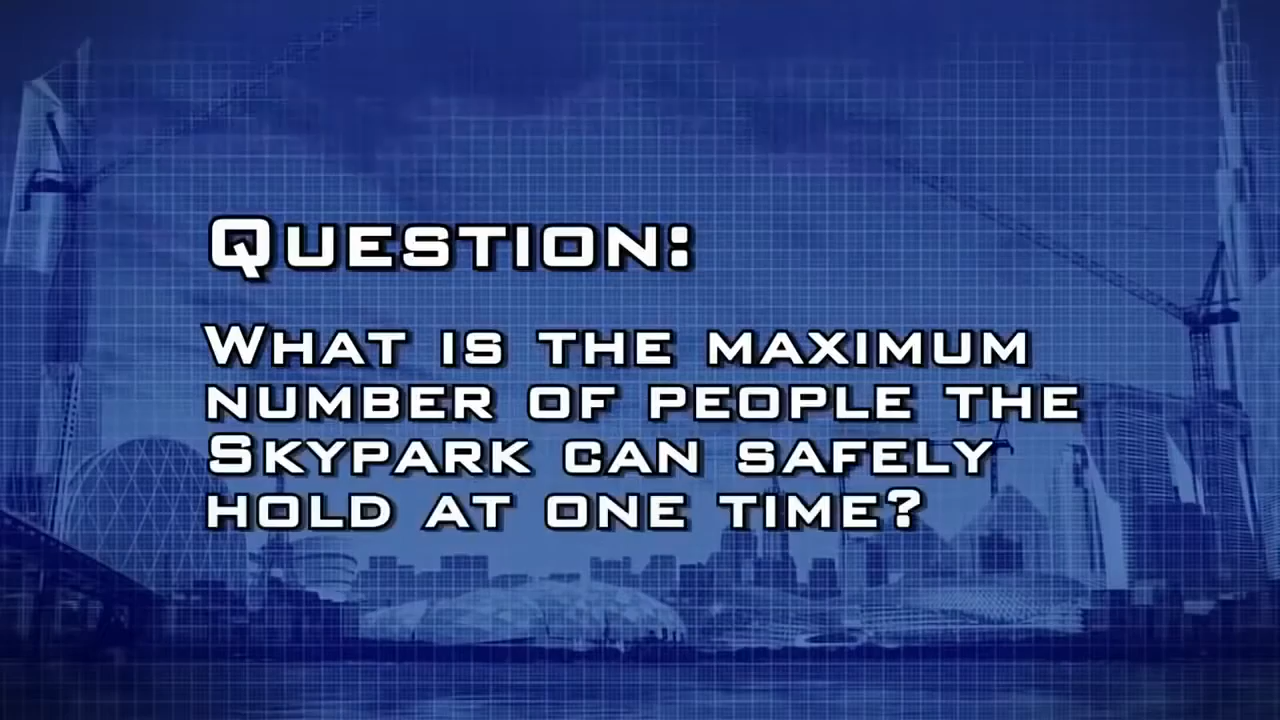 Question:
What is the maximum
number of people the
Skypark can safely
hold at one time?